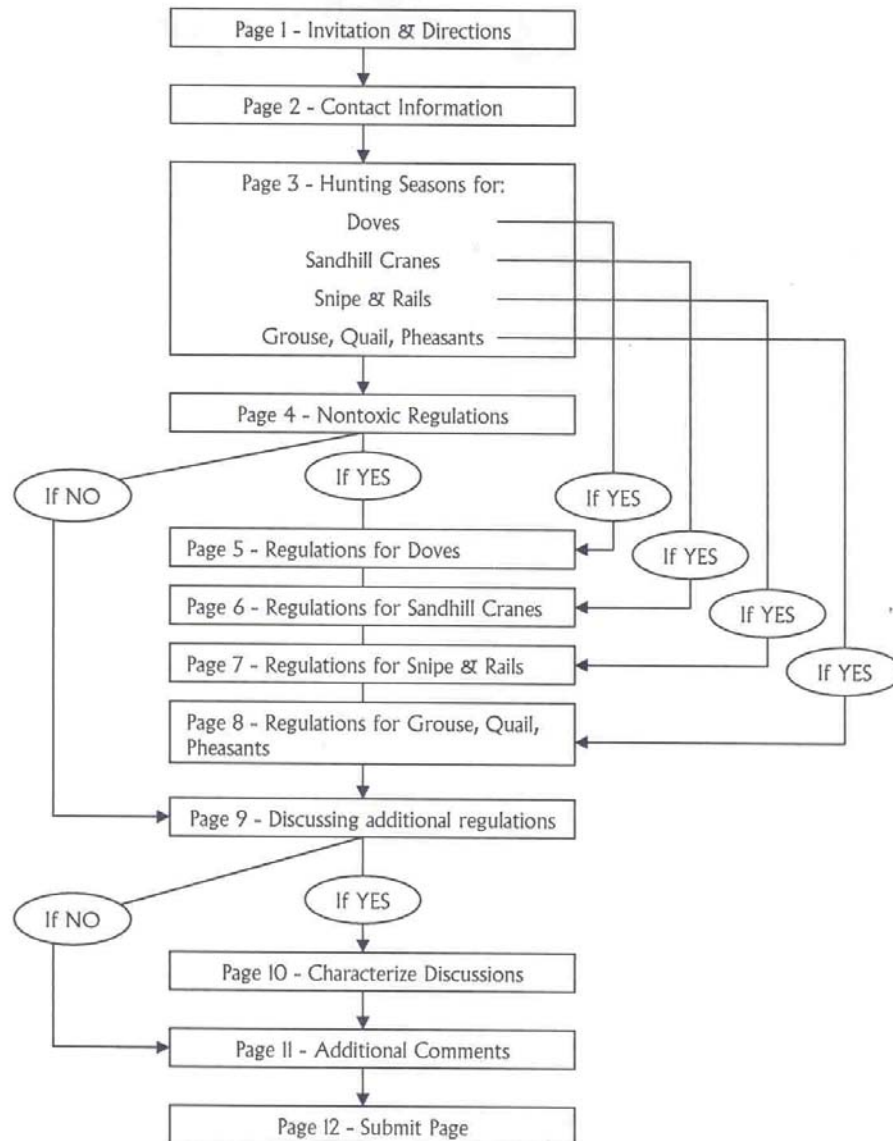 Page 1 - Invitation & Directions
Page 2 - Contact Information
Page 3 - Hunting Seasons for:
Doves
Sandhill Cranes
Snipe & Rails
Grouse, Quail, Pheasants
Page 4 - Nontoxic Regulations
If NO
If YES
If YES
Page 5 - Regulations for Doves
If YES
Page 6 - Regulations for Sandhill Cranes
If YES
Page 7 - Regulations for Snipe & Rails
If YES
Page 8 - Regulations for Grouse, Quail,
Pheasants
Page 9 - Discussing additional regulations
If NO
If YES
Page 10 - Characterize Discussions
Page 11 - Additional Comments
Page 12 - Submit Page